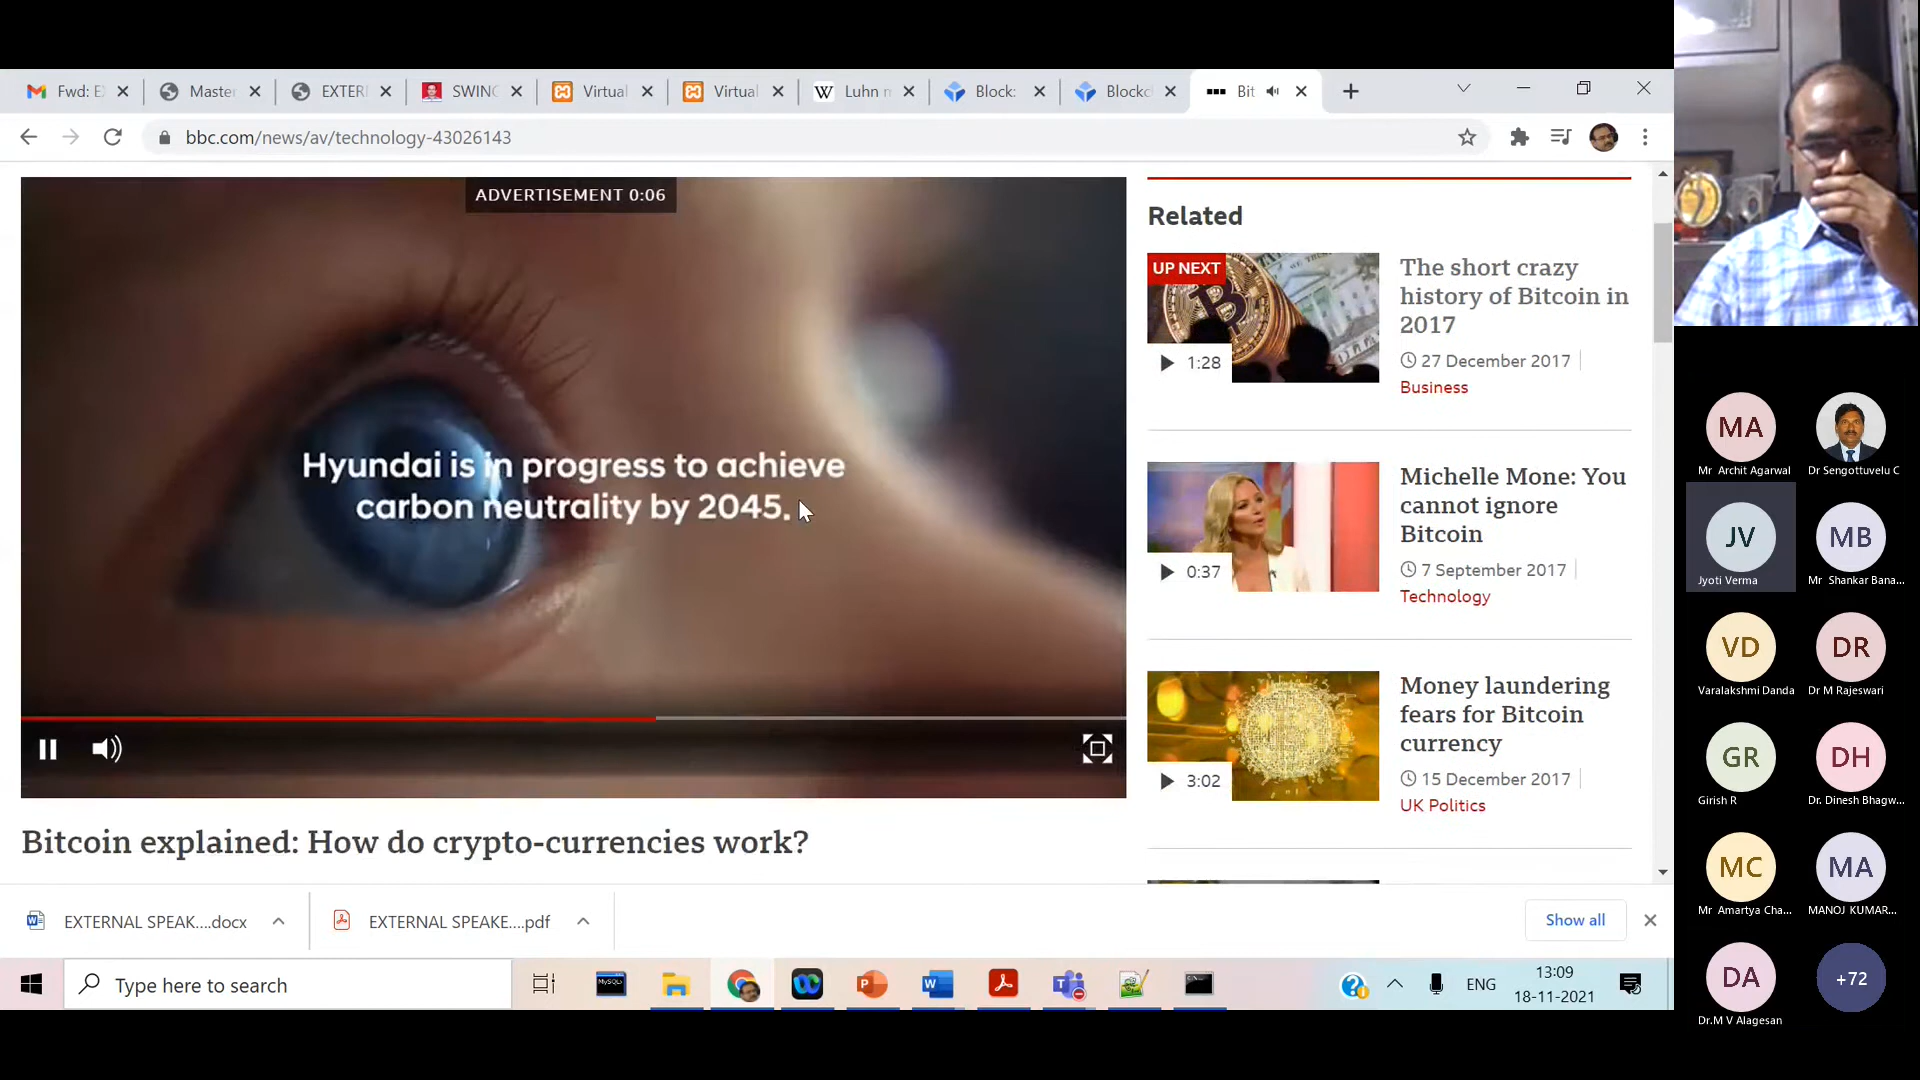 Fwd: E
Master
EXTER
SWING
Virtual
Virtual
Luhn m
Block:
Blockc
Bit
bbc.com/news/av/technology-43026143
ADVERTISEMENT 0:06
Hyundai is in progress to achieve
carbon neutrality by 2045.
Bitcoin explained: How do crypto-currencies work?
Related
UP NEXT
1:28
The short crazy
history of Bitcoin in
2017
27 December 2017
Business
0:37
Michelle Mone: You
cannot ignore
Bitcoin
7 September 2017
Technology
3:02
Money laundering
fears for Bitcoin
currency
15 December 2017
UK Politics
EXTERNAL SPEAK....docx
EXTERNAL SPEAKE....pdf
Show all
Type here to search
MySQL
ENG
13:09
18-11-2021
MA
Mr Archit Agarwal
Dr Sengottuvelu C
JV
Jyoti Verma
MB
Mr Shankar Bana...
VD
Varalakshmi Danda
DR
Dr M Rajeswari
GR
Girish R
DH
Dr. Dinesh Bhagw...
MC
Mr Amartya Cha...
MA
MANOJ KUMAR...
DA
Dr.M V Alagesan
+72